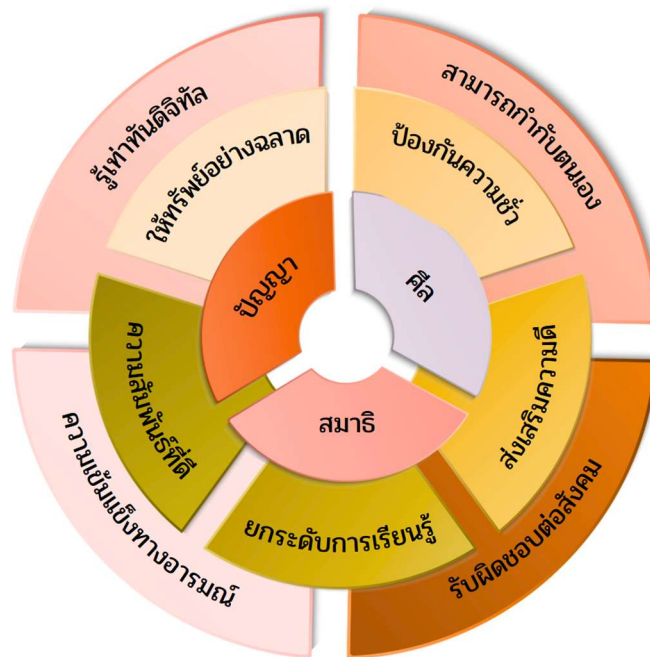 สามารถกำกับตนเอง
รู้เท่าทันดิจิทัล
ป้องกันความชั่ว
ให้ทรัพย์อย่างฉลาด
ศีล
ปัญญา
ส่งเสริมความดี
ความสัมพันธ์ที่ดี
สมาธิ
ยกระดับการเรียนรู้
รับผิดชอบต่อสังคม
ความเข้มแข็งทางอารมณ์